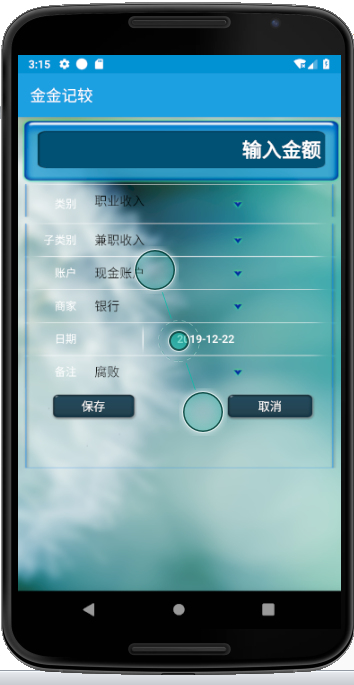 3:15
金金记较
输入金额
类别 职业收入
子类别 兼职收入
账户 现金账户
商家 银行
日期 2019-12-22
备注 腐败
保存 取消